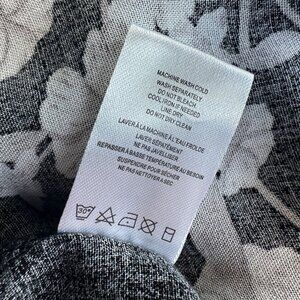 MACHINE WASH COLD
WASH SEPARATELY
DO NOT BLEACH
COOL IRON IF NEEDED
LINE DRY
DO NOT DRY CLEAN
LAVER À LA MACHINE À L'EAU FROIDE
LAVER SÉPARÉMENT
NE PAS JAVELLISER
REPASSER À BASSE TEMPÉRATURE AU BESOIN
SUSPENDRE POUR SÉCHER
NE PAS NETTOYER À SEC
30°